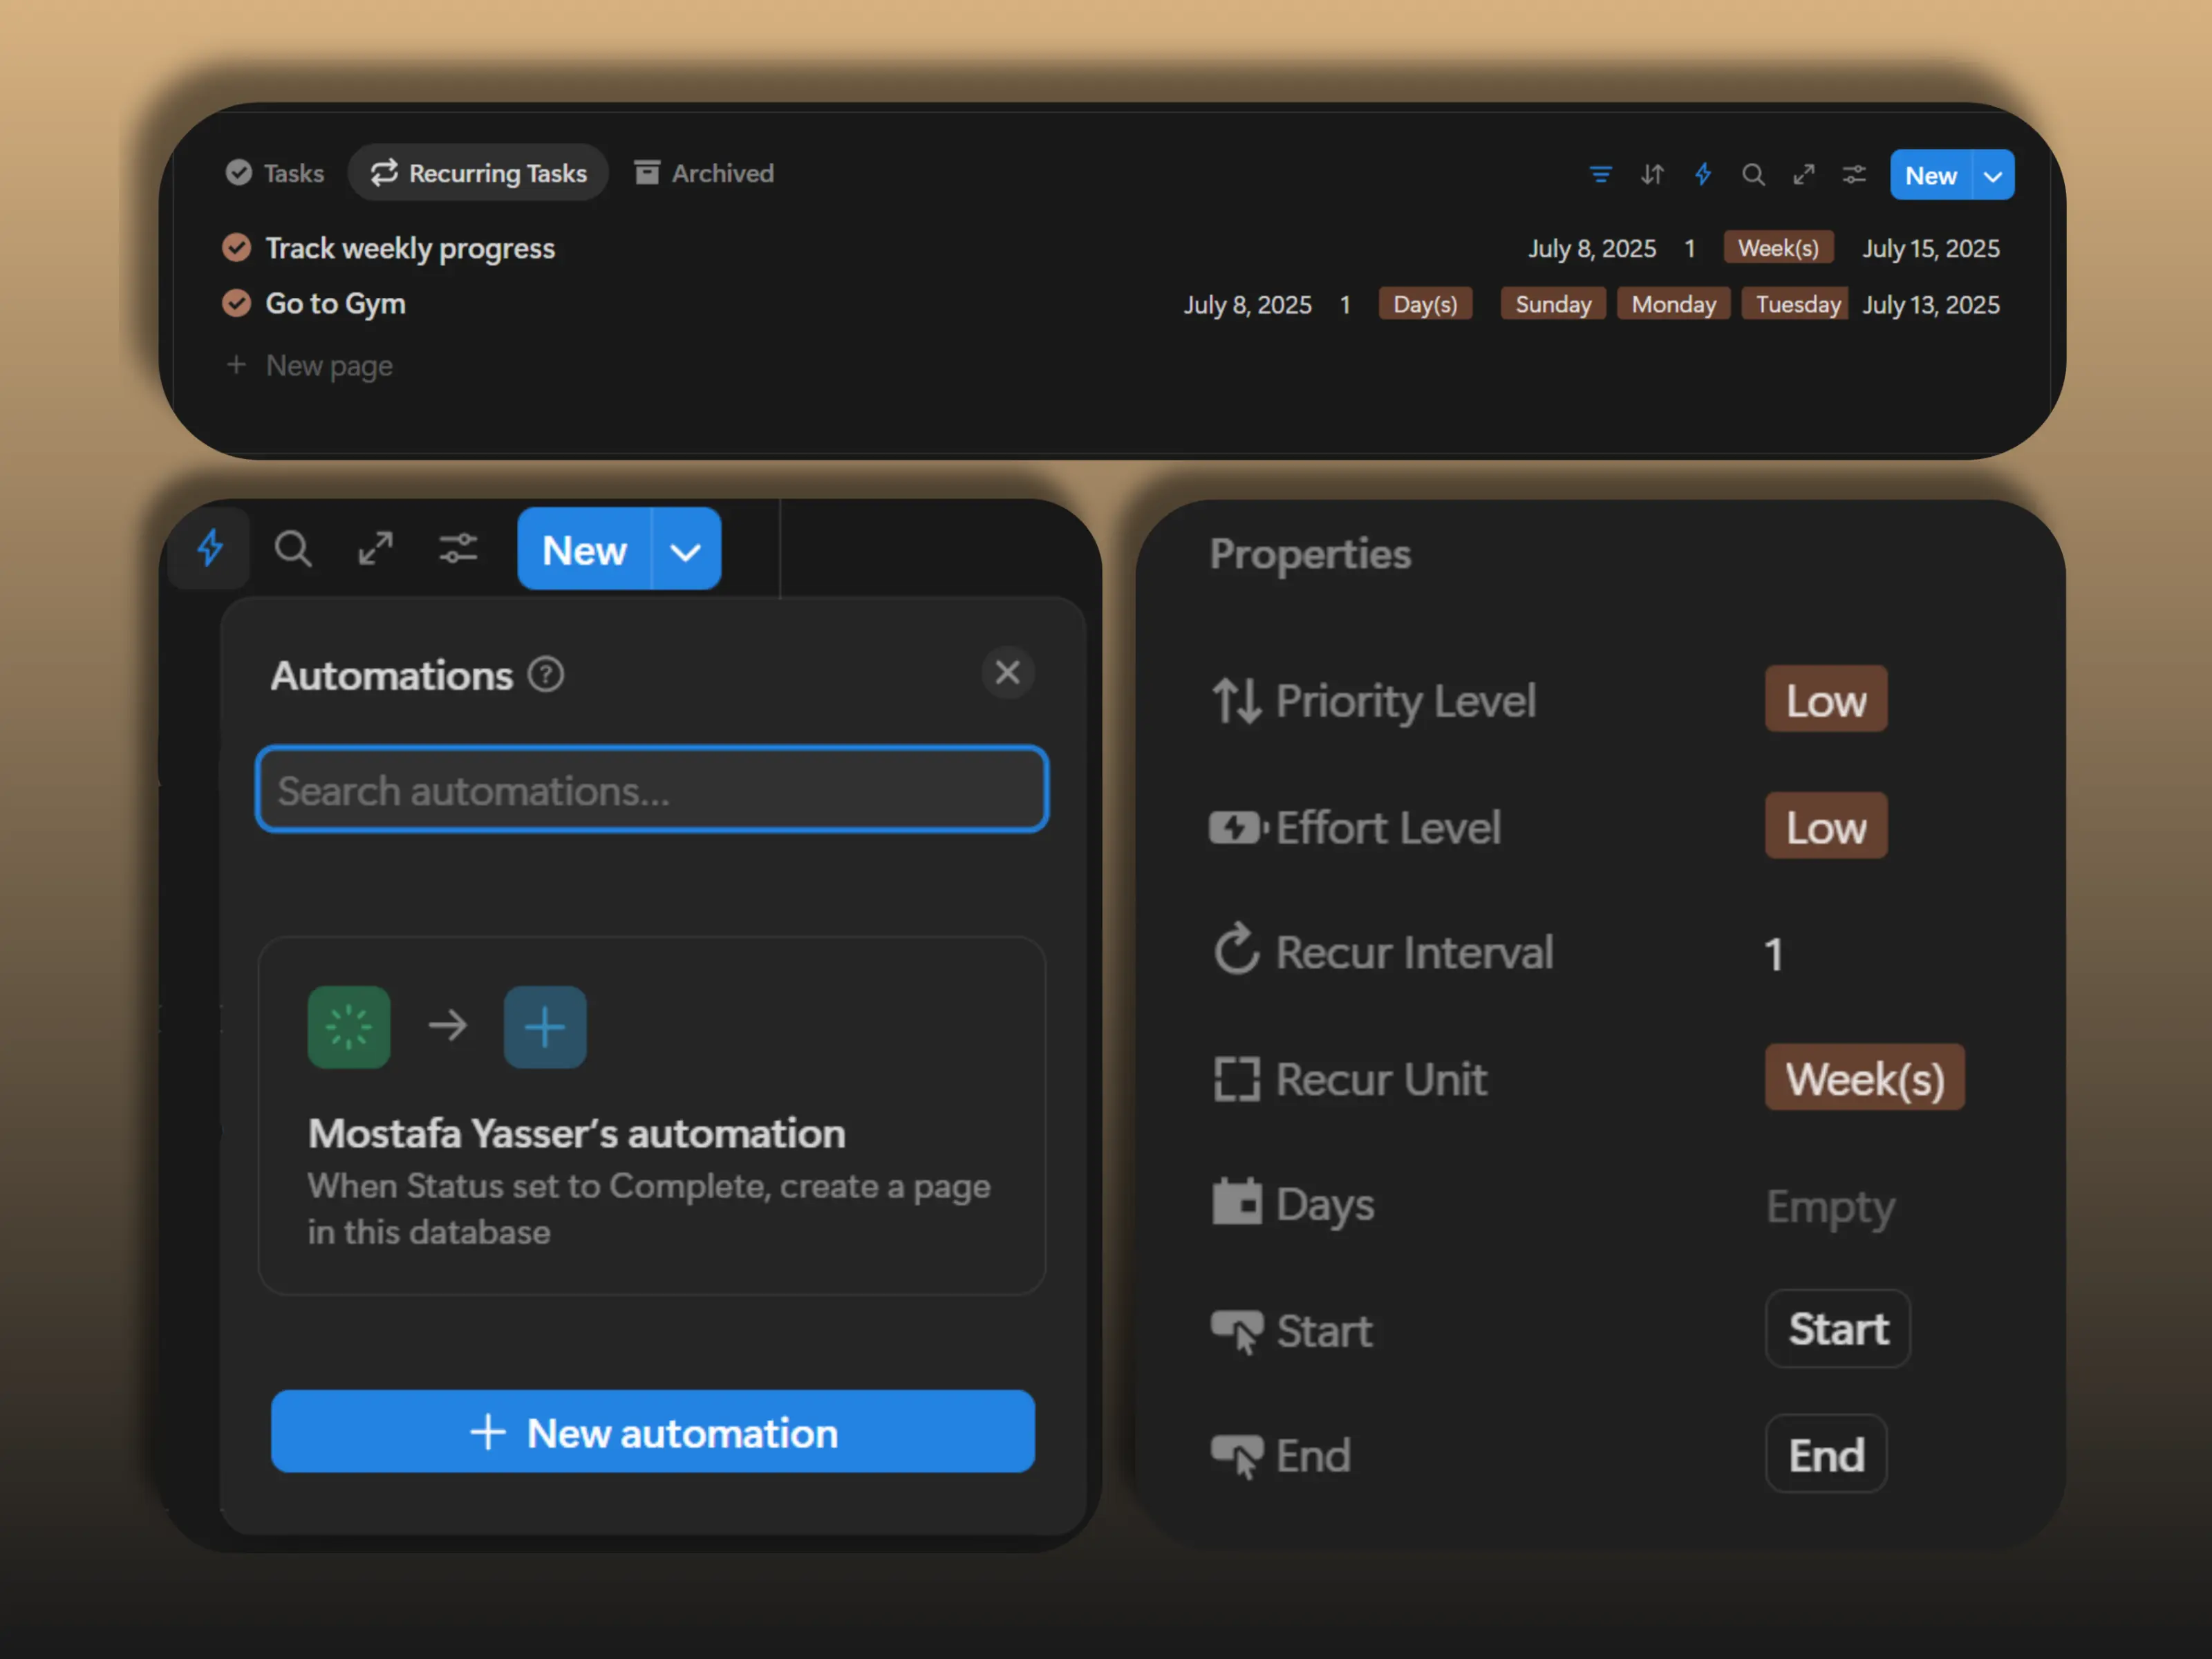 Tasks Recurring Tasks Archived New
Track weekly progress July 8, 2025 1 Week(s) July 15, 2025
Go to Gym July 8, 2025 1 Day(s) Sunday Monday Tuesday July 13, 2025
New page
New
Automations
Search automations...
Mostafa Yasser’s automation
When Status set to Complete, create a page
in this database
New automation
Properties
Priority Level Low
Effort Level Low
Recur Interval 1
Recur Unit Week(s)
Days Empty
Start Start
End End